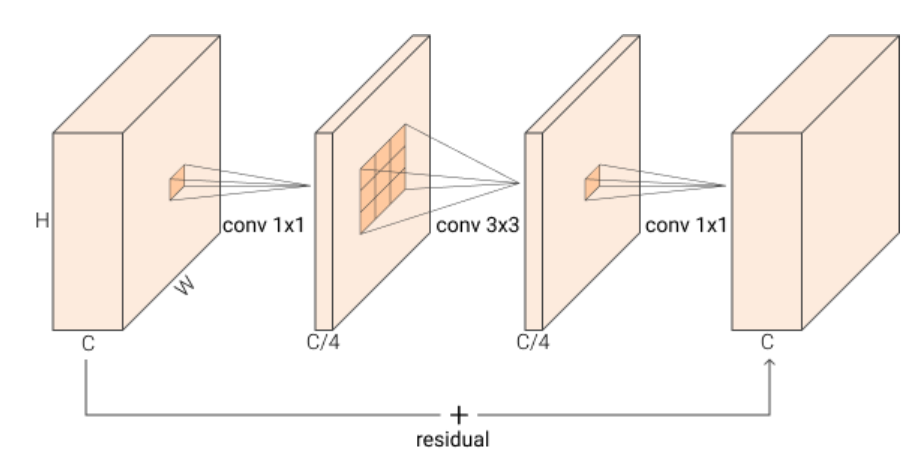 H
conv 1x1
conv 3x3
conv 1x1
W
C
C/4
C/4
C
+
residual